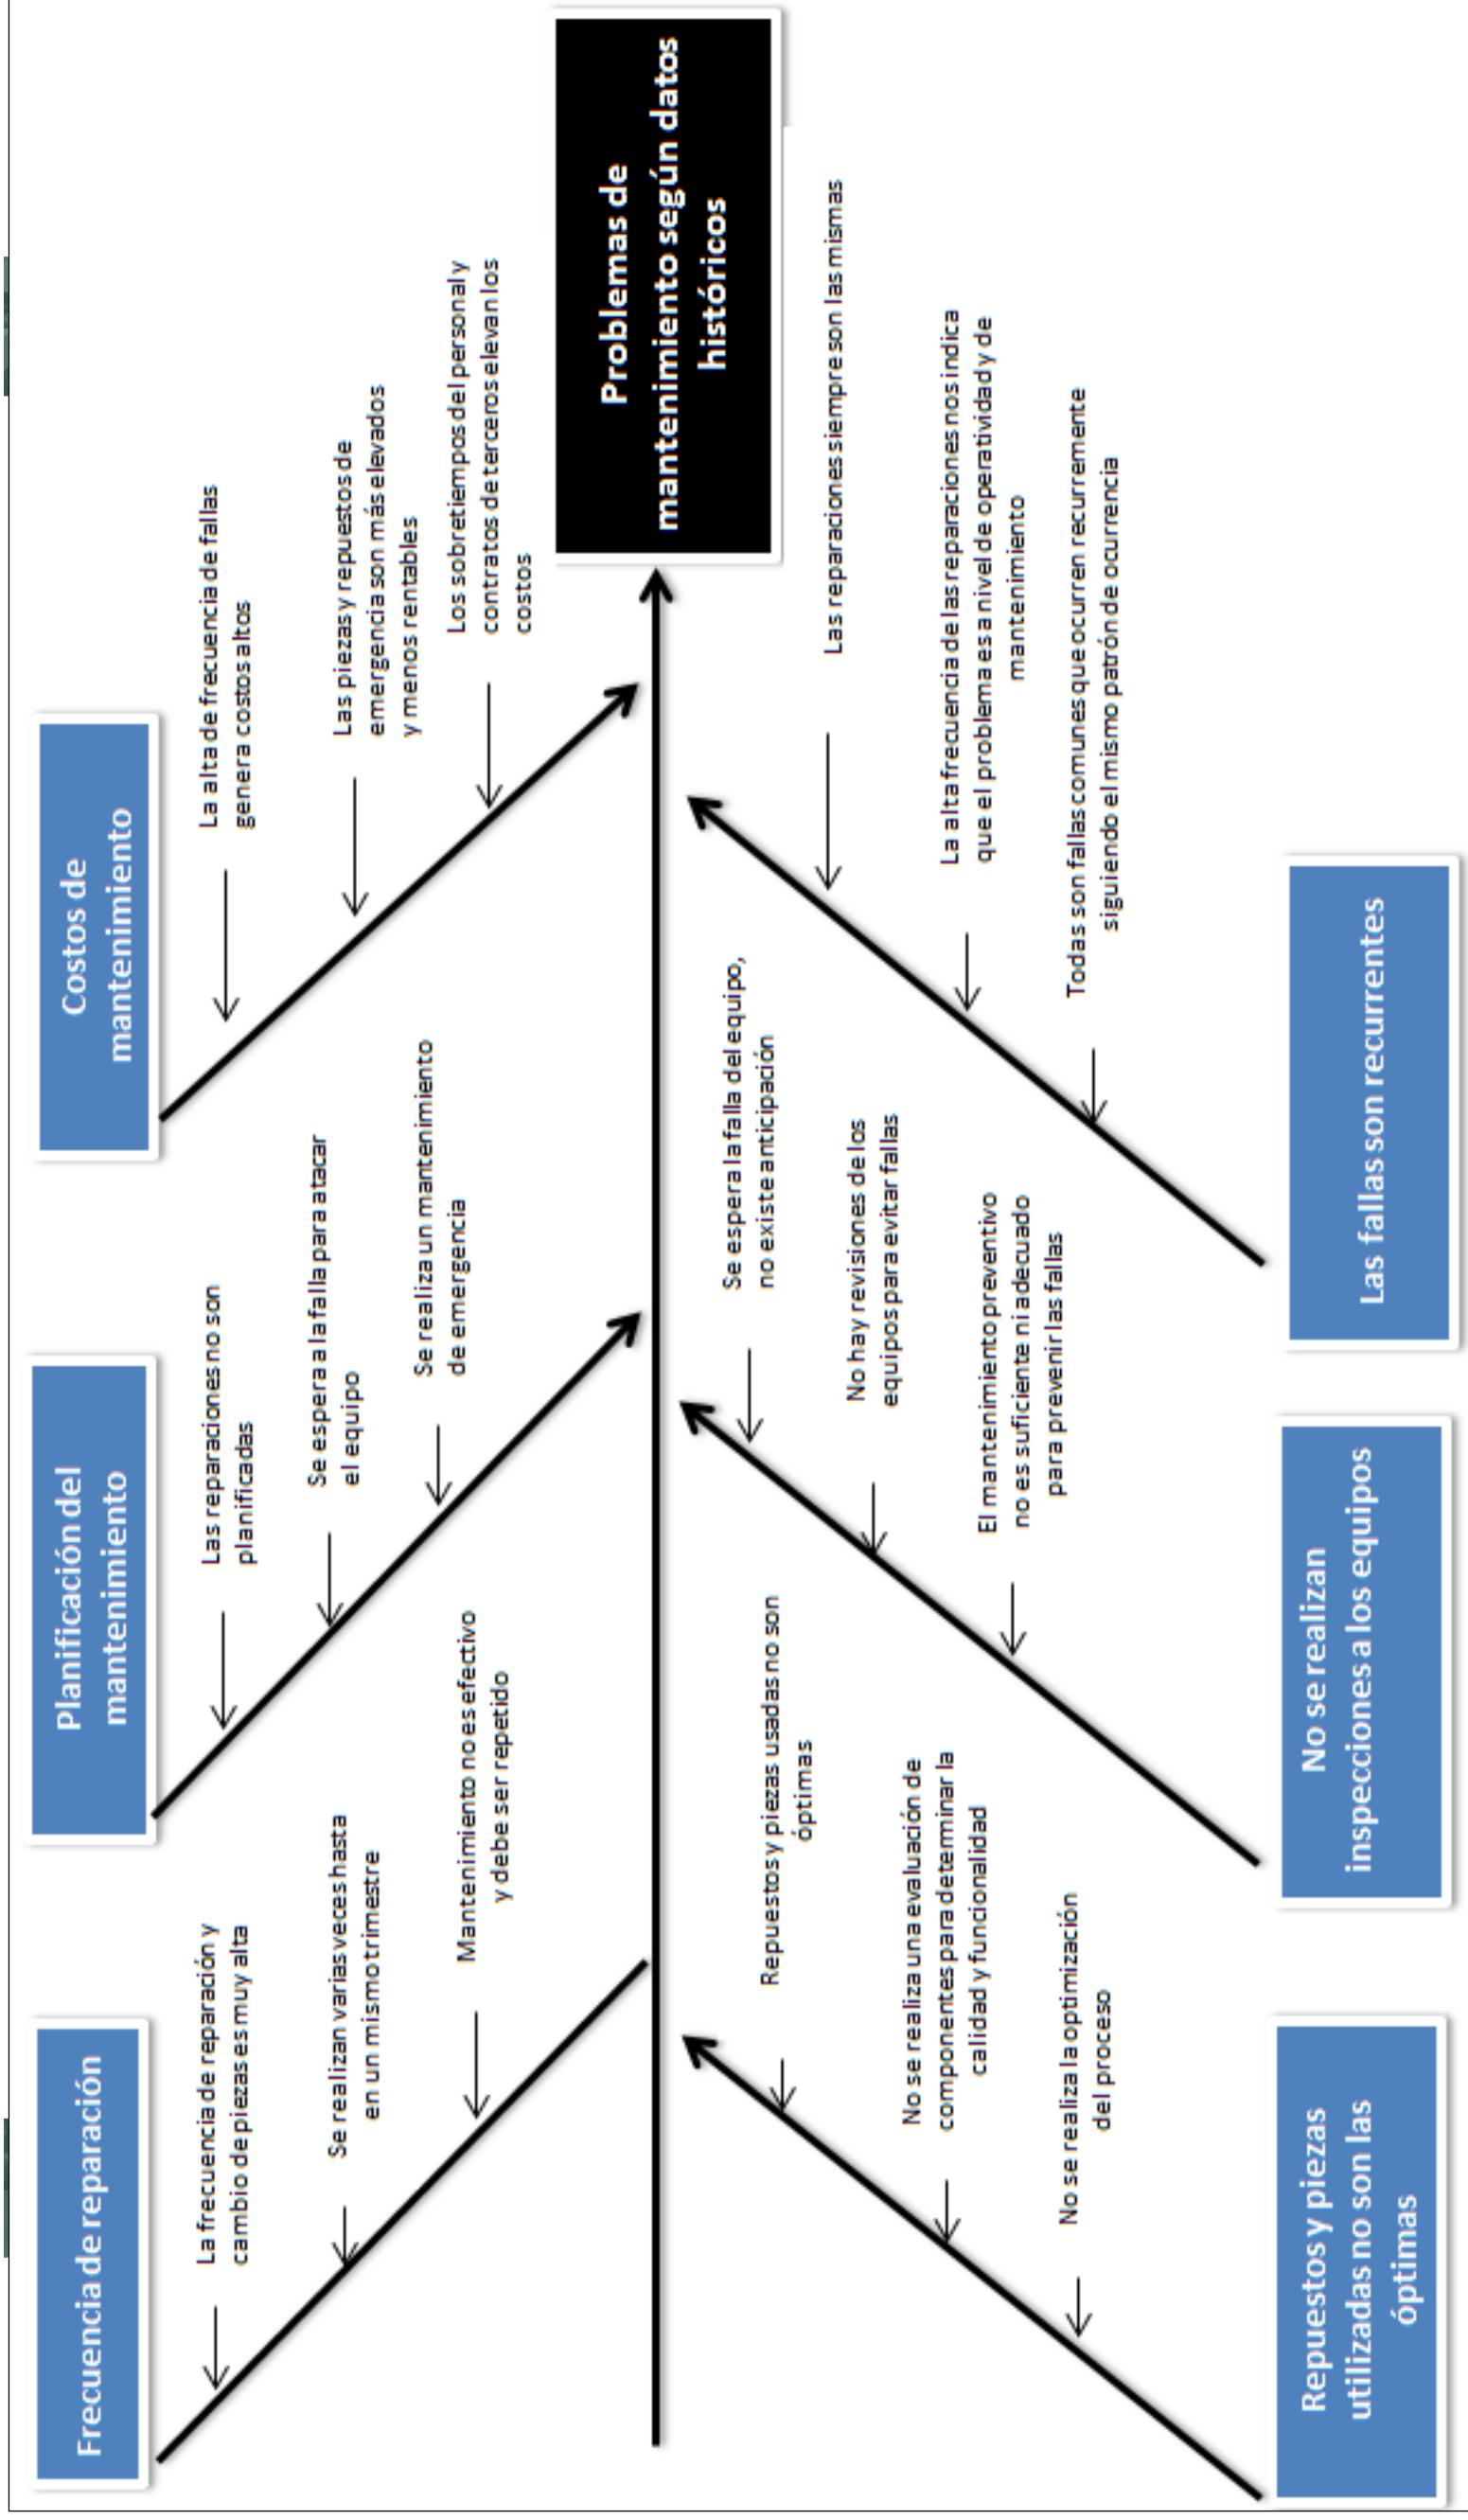 Frecuencia de reparación
La frecuencia de reparación y
cambio de piezas es muy alta
Se realizan varias veces hasta
en un mismo trimestre
Mantenimiento no es efectivo
y debe ser repetido
Planificación del
mantenimiento
Las reparaciones no son
planificadas
Se espera a la falla para atacar
el equipo
Se realiza un mantenimiento
de emergencia
Costos de
mantenimiento
La alta de frecuencia de fallas
genera costos altos
Las piezas y repuestos de
emergencia son más elevados
y menos rentables
Los sobretiempos del personal y
contratos de terceros elevan los
costos
Problemas de
mantenimiento según datos
históricos
Repuestos y piezas usadas no son
óptimas
No se realiza una evaluación de
componentes para determinar la
calidad y funcionalidad
No se realiza la optimización
del proceso
Repuestos y piezas
utilizadas no son las
óptimas
Se espera la falla del equipo,
no existe anticipación
No hay revisiones de los
equipos para evitar fallas
El mantenimiento preventivo
no es suficiente ni adecuado
para prevenir las fallas
No se realizan
inspecciones a los equipos
Las reparaciones siempre son las mismas
La alta frecuencia de las reparaciones nos indica
que el problema es a nivel de operatividad y de
mantenimiento
Todas son fallas comunes que ocurren recurremente
siguiendo el mismo patrón de ocurrencia
Las fallas son recurrentes